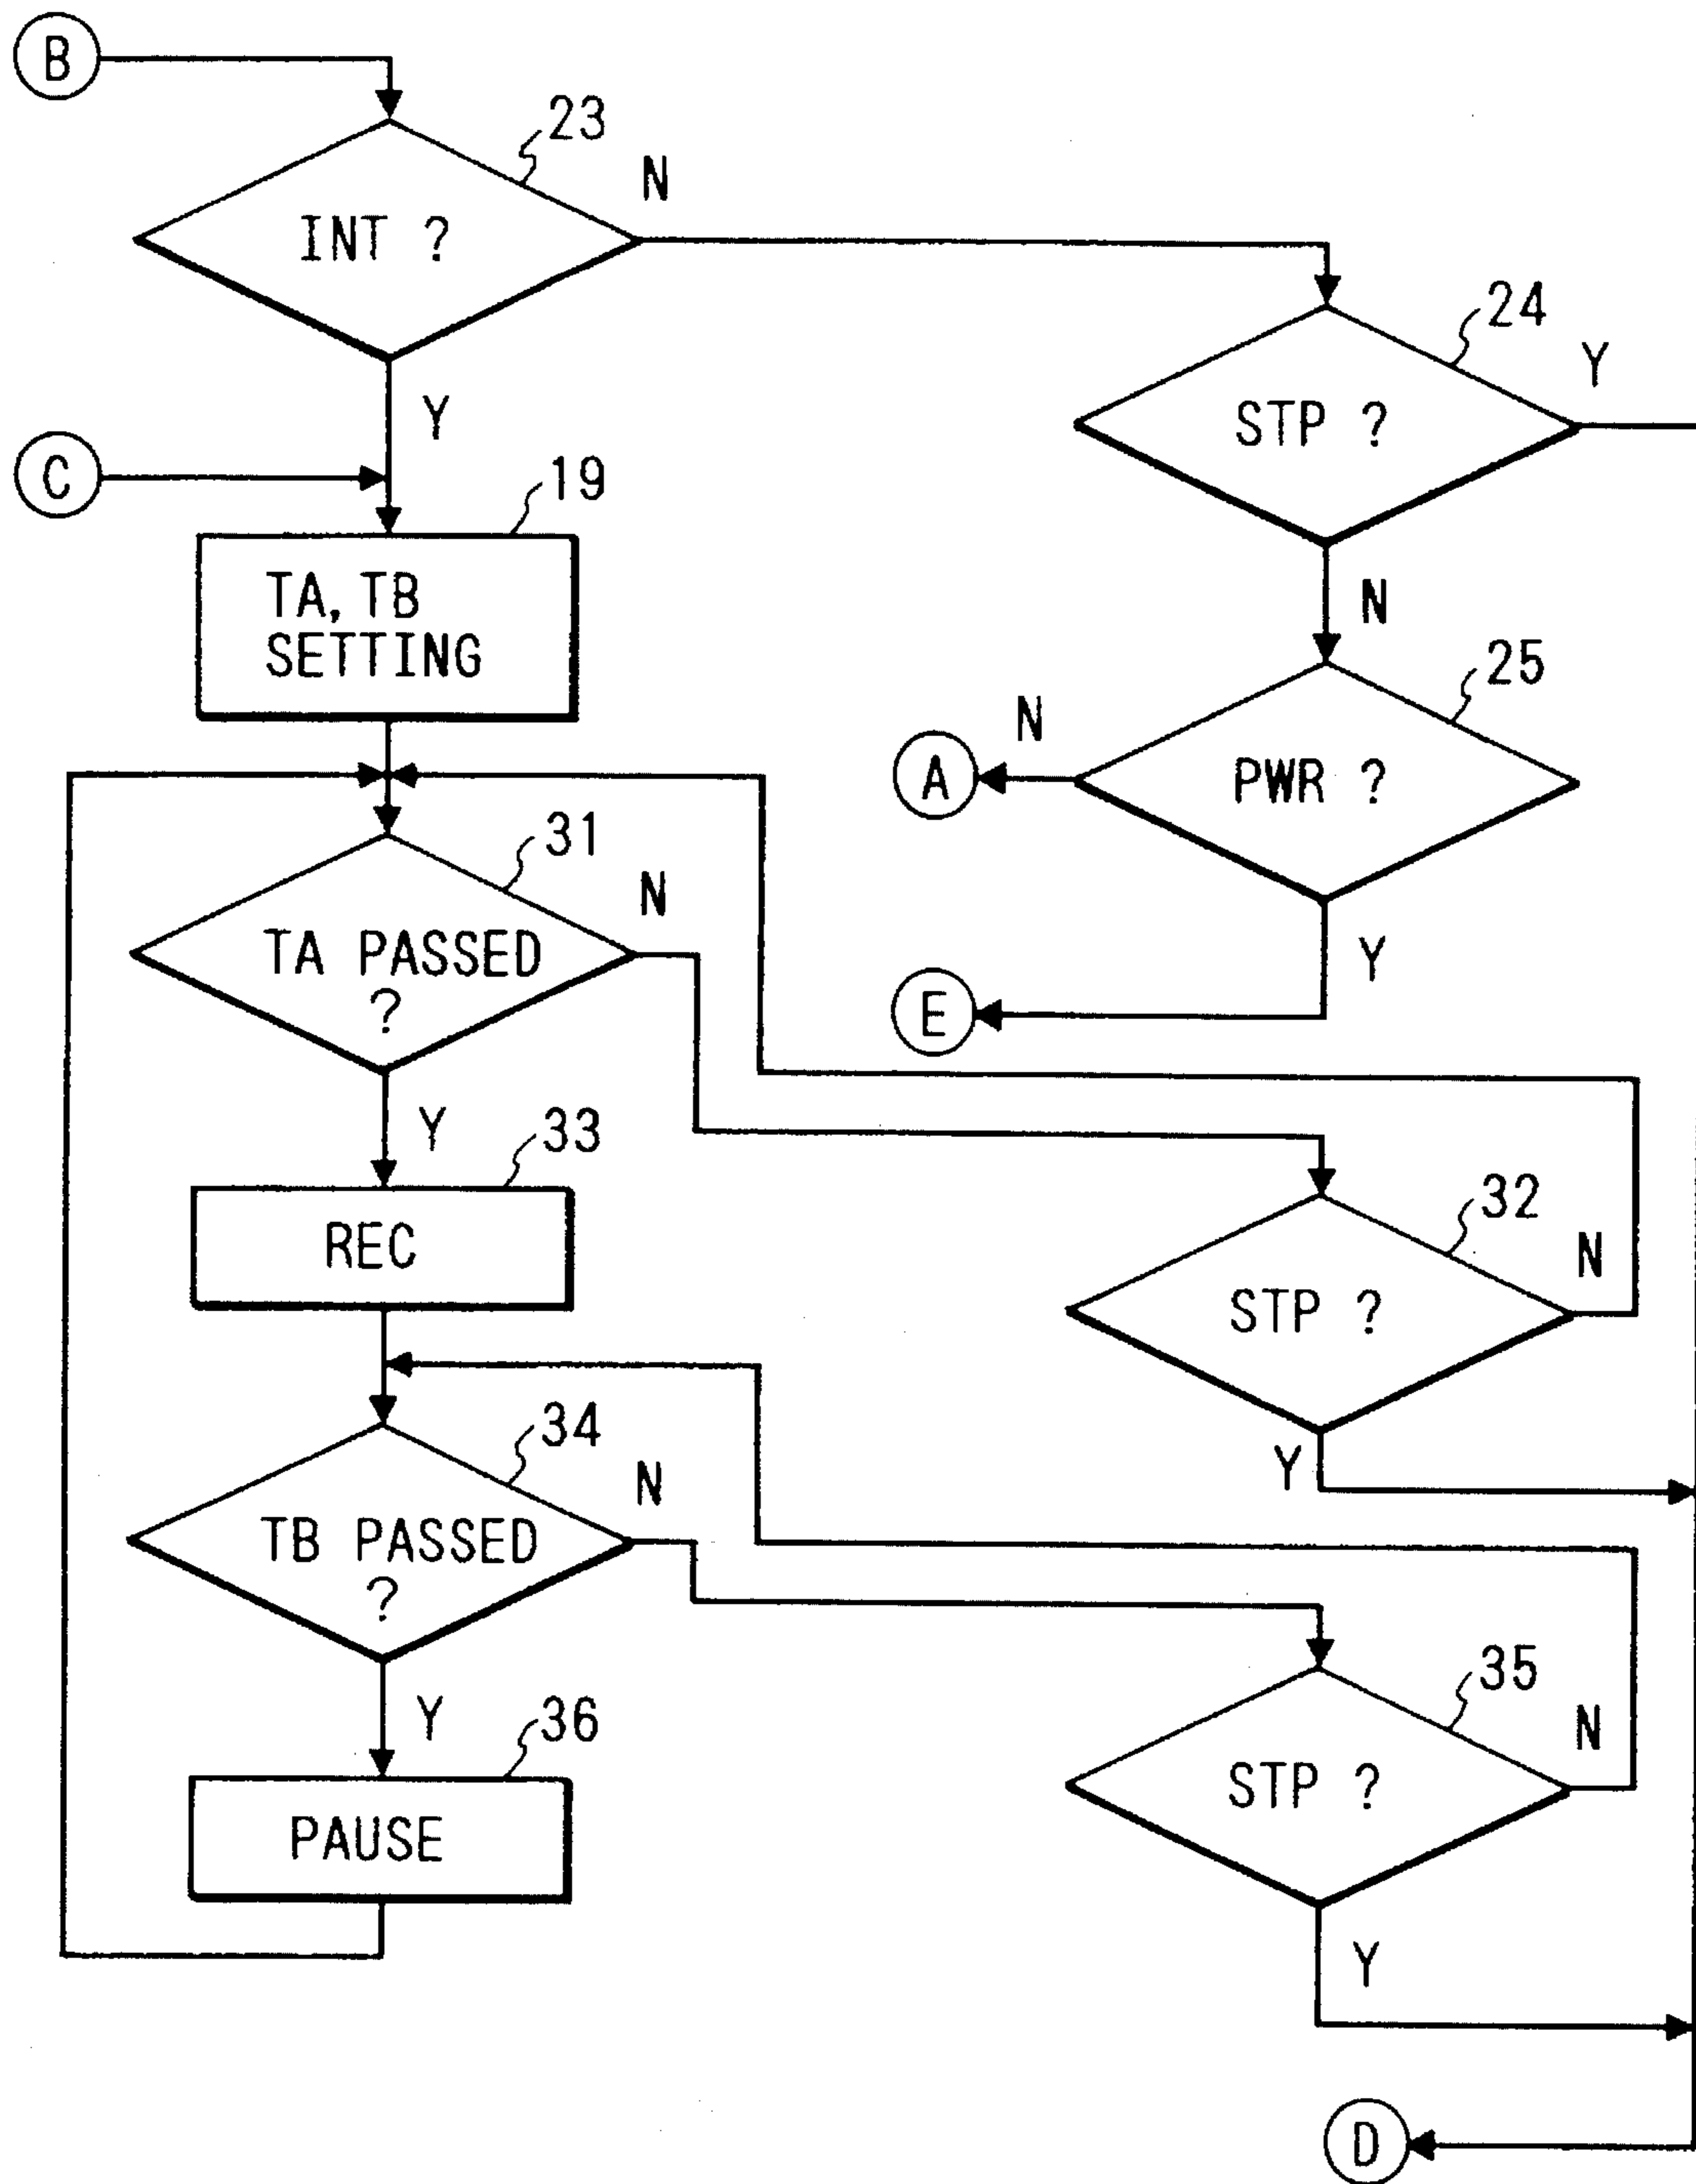 B
23
INT ?
N
24
STP ?
Y
Y
C
19
TA, TB
SETTING
N
25
PWR ?
N
A
Y
E
31
TA PASSED
?
N
Y
33
REC
32
STP ?
N
Y
34
TB PASSED
?
N
Y
35
STP ?
N
Y
36
PAUSE
D